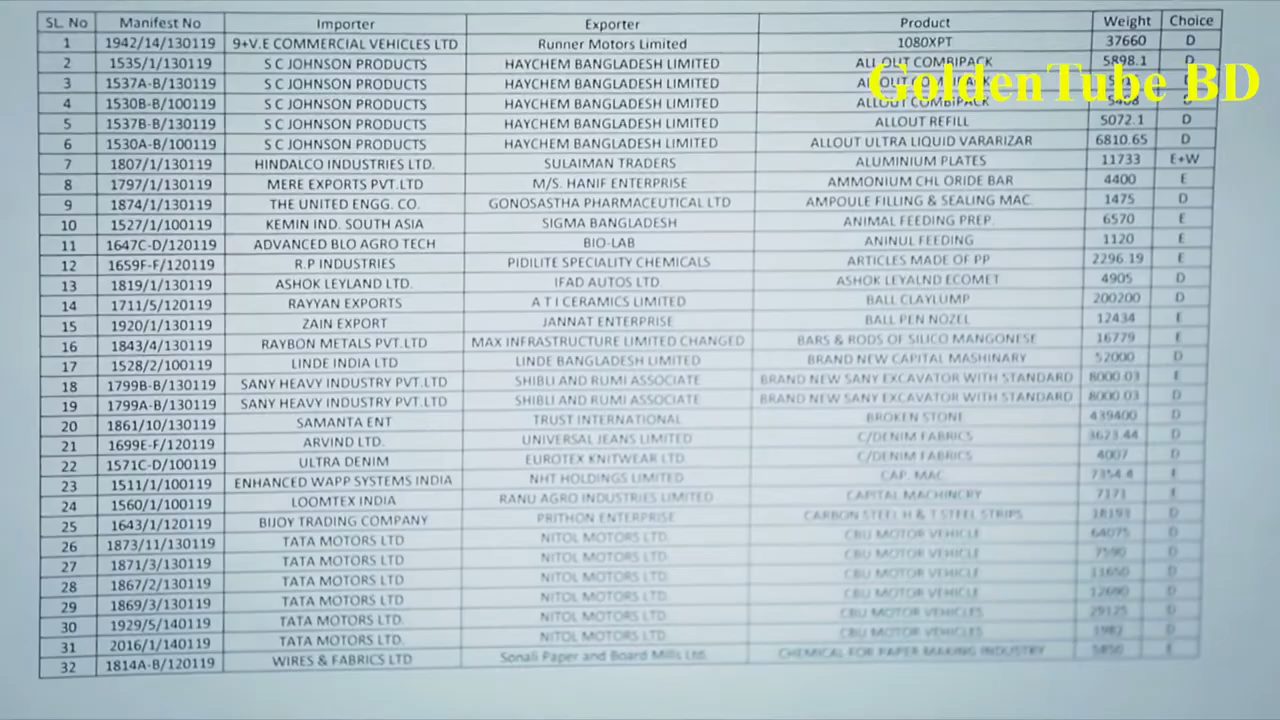 SL. No Manifest No Importer Exporter Product Weight Choice
1 1942/14/130119 9+V.E COMMERCIAL VEHICLES LTD Runner Motors Limited 1080XPT 37660 D
2 1535/1/130119 S C JOHNSON PRODUCTS HAYCHEM BANGLADESH LIMITED ALL OUT COMBIPACK 5898.1 D
GoldenTube BD
3 1537A-B/130119 S C JOHNSON PRODUCTS HAYCHEM BANGLADESH LIMITED
4 1530B-B/100119 S C JOHNSON PRODUCTS HAYCHEM BANGLADESH LIMITED ALLOUT COMBIPACK 5408 D
5 1537B-B/130119 S C JOHNSON PRODUCTS HAYCHEM BANGLADESH LIMITED ALLOUT REFILL 5072.1 D
6 1530A-B/100119 S C JOHNSON PRODUCTS HAYCHEM BANGLADESH LIMITED ALLOUT ULTRA LIQUID VARARIZAR 6810.65 D
7 1807/1/130119 HINDALCO INDUSTRIES LTD. SULAIMAN TRADERS ALUMINIUM PLATES 11733 E+W
8 1797/1/130119 MERE EXPORTS PVT.LTD M/S. HANIF ENTERPRISE AMMONIUM CHL ORIDE BAR 4400 E
9 1874/1/130119 THE UNITED ENGG. CO. GONOSASTHA PHARMACEUTICAL LTD AMPOULE FILLING & SEALING MAC. 1475 D
10 1527/1/100119 KEMIN IND. SOUTH ASIA SIGMA BANGLADESH ANIMAL FEEDING PREP. 6570 E
11 1647C-D/120119 ADVANCED BLO AGRO TECH BIO-LAB ANINUL FEEDING 1120 E
12 1659F-F/120119 R.P INDUSTRIES PIDILITE SPECIALITY CHEMICALS ARTICLES MADE OF PP 2296.19 E
13 1819/1/130119 ASHOK LEYLAND LTD. IFAD AUTOS LTD. ASHOK LEYALND ECOMET 4905 D
14 1711/5/120119 RAYYAN EXPORTS A T I CERAMICS LIMITED BALL CLAYLUMP 200200 D
15 1920/1/130119 ZAIN EXPORT JANNAT ENTERPRISE BALL PEN NOZEL 12434 E
16 1843/4/130119 RAYBON METALS PVT.LTD MAX INFRASTRUCTURE LIMITED CHANGED BARS & RODS OF SILICO MANGONESE 16779 E
17 1528/2/100119 LINDE INDIA LTD LINDE BANGLADESH LIMITED BRAND NEW CAPITAL MASHINARY 52000 D
18 1799B-B/130119 SANY HEAVY INDUSTRY PVT.LTD SHIBLI AND RUMI ASSOCIATE BRAND NEW SANY EXCAVATOR WITH STANDARD 8000.03 E
19 1799A-B/130119 SANY HEAVY INDUSTRY PVT.LTD SHIBLI AND RUMI ASSOCIATE BRAND NEW SANY EXCAVATOR WITH STANDARD 8000.03 D
20 1861/10/130119 SAMANTA ENT TRUST INTERNATIONAL BROKEN STONE 439400 D
21 1699E-F/120119 ARVIND LTD. UNIVERSAL JEANS LIMITED C/DENIM FABRICS 3623.44 D
22 1571C-D/100119 ULTRA DENIM EUROTEX KNITWEAR LTD C/DENIM FABRICS 4007 D
23 1511/1/100119 ENHANCED WAPP SYSTEMS INDIA NHT HOLDINGS LIMITED CAP. MAC 7354.4 E
24 1560/1/100119 LOOMTEX INDIA RANU AGRO INDUSTRIES LIMITED CAPITAL MACHINCRY 7171 E
25 1643/1/120119 BIJOY TRADING COMPANY PRITHON ENTERPRISE CARBON STEEL H & T STEEL STRIPS D
26 1873/11/130119 TATA MOTORS LTD NITOL MOTORS LTD CBU MOTOR VEHICLE 64075 D
27 1871/3/130119 TATA MOTORS LTD NITOL MOTORS LTD. CBU MOTOR VEHICLE 7590 D
28 1867/2/130119 TATA MOTORS LTD NITOL MOTORS LTD. CBU MOTOR VEHICLE 11650 D
29 1869/3/130119 TATA MOTORS LTD NITOL MOTORS LTD. CBU MOTOR VEHICLE D
30 1929/5/140119 TATA MOTORS LTD. NITOL MOTORS LTD. CBU MOTOR VEHICLES 29125 D
31 2016/1/140119 TATA MOTORS LTD. NITOL MOTORS LTD. CBU MOTOR VEHICLES D
32 1814A-B/120119 WIRES & FABRICS LTD Sonali Paper and Board Mills Ltd. CHEMICAL FOR PAPER MAKING INDUSTRY 5850 E